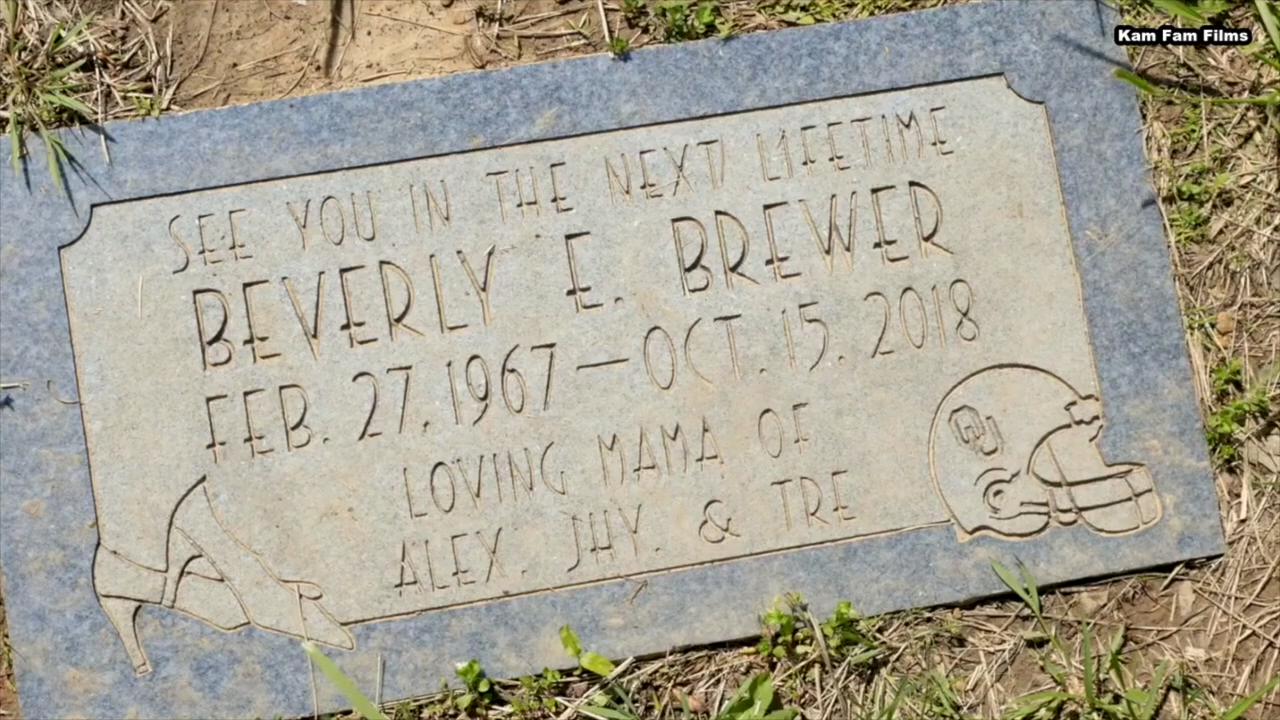 Kam Fam Films
SEE YOU IN THE NEXT LIFETIME
BEVERLY E. BREWER
FEB. 27, 1967 — OCT. 15, 2018
LOVING MAMA OF
ALEX, JHY, & TRE
OU